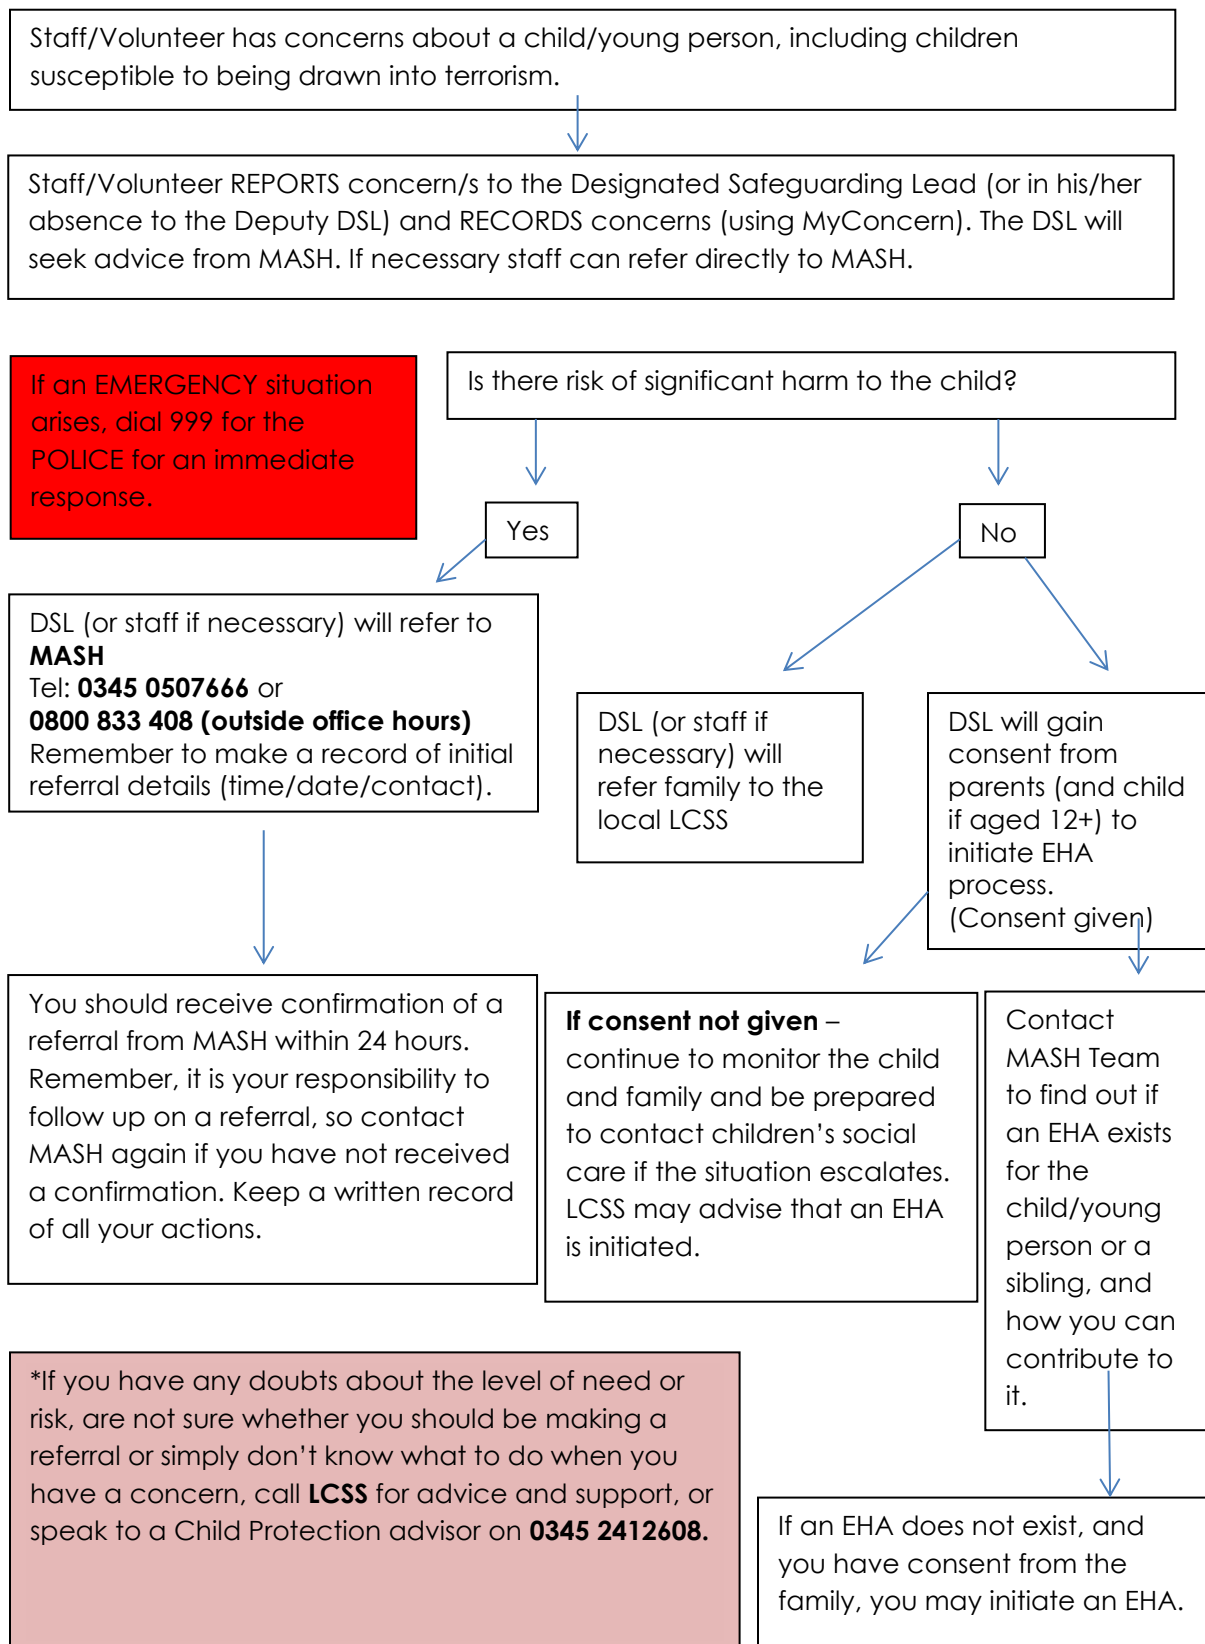 Staff/Volunteer has concerns about a child/young person, including children
susceptible to being drawn into terrorism.
Staff/Volunteer REPORTS concern/s to the Designated Safeguarding Lead (or in his/her
absence to the Deputy DSL) and RECORDS concerns (using MyConcern). The DSL will
seek advice from MASH. If necessary staff can refer directly to MASH.
If an EMERGENCY situation
arises, dial 999 for the
POLICE for an immediate
response.
Is there risk of significant harm to the child?
Yes
No
DSL (or staff if necessary) will refer to
MASH
Tel: 0345 0507666 or
0800 833 408 (outside office hours)
Remember to make a record of initial
referral details (time/date/contact).
DSL (or staff if
necessary) will
refer family to the
local LCSS
DSL will gain
consent from
parents (and child
if aged 12+) to
initiate EHA
process.
(Consent given)
You should receive confirmation of a
referral from MASH within 24 hours.
Remember, it is your responsibility to
follow up on a referral, so contact
MASH again if you have not received
a confirmation. Keep a written record
of all your actions.
If consent not given –
continue to monitor the child
and family and be prepared
to contact children’s social
care if the situation escalates.
LCSS may advise that an EHA
is initiated.
Contact
MASH Team
to find out if
an EHA exists
for the
child/young
person or a
sibling, and
how you can
contribute to
it.
*If you have any doubts about the level of need or
risk, are not sure whether you should be making a
referral or simply don’t know what to do when you
have a concern, call LCSS for advice and support, or
speak to a Child Protection advisor on 0345 2412608.
If an EHA does not exist, and
you have consent from the
family, you may initiate an EHA.